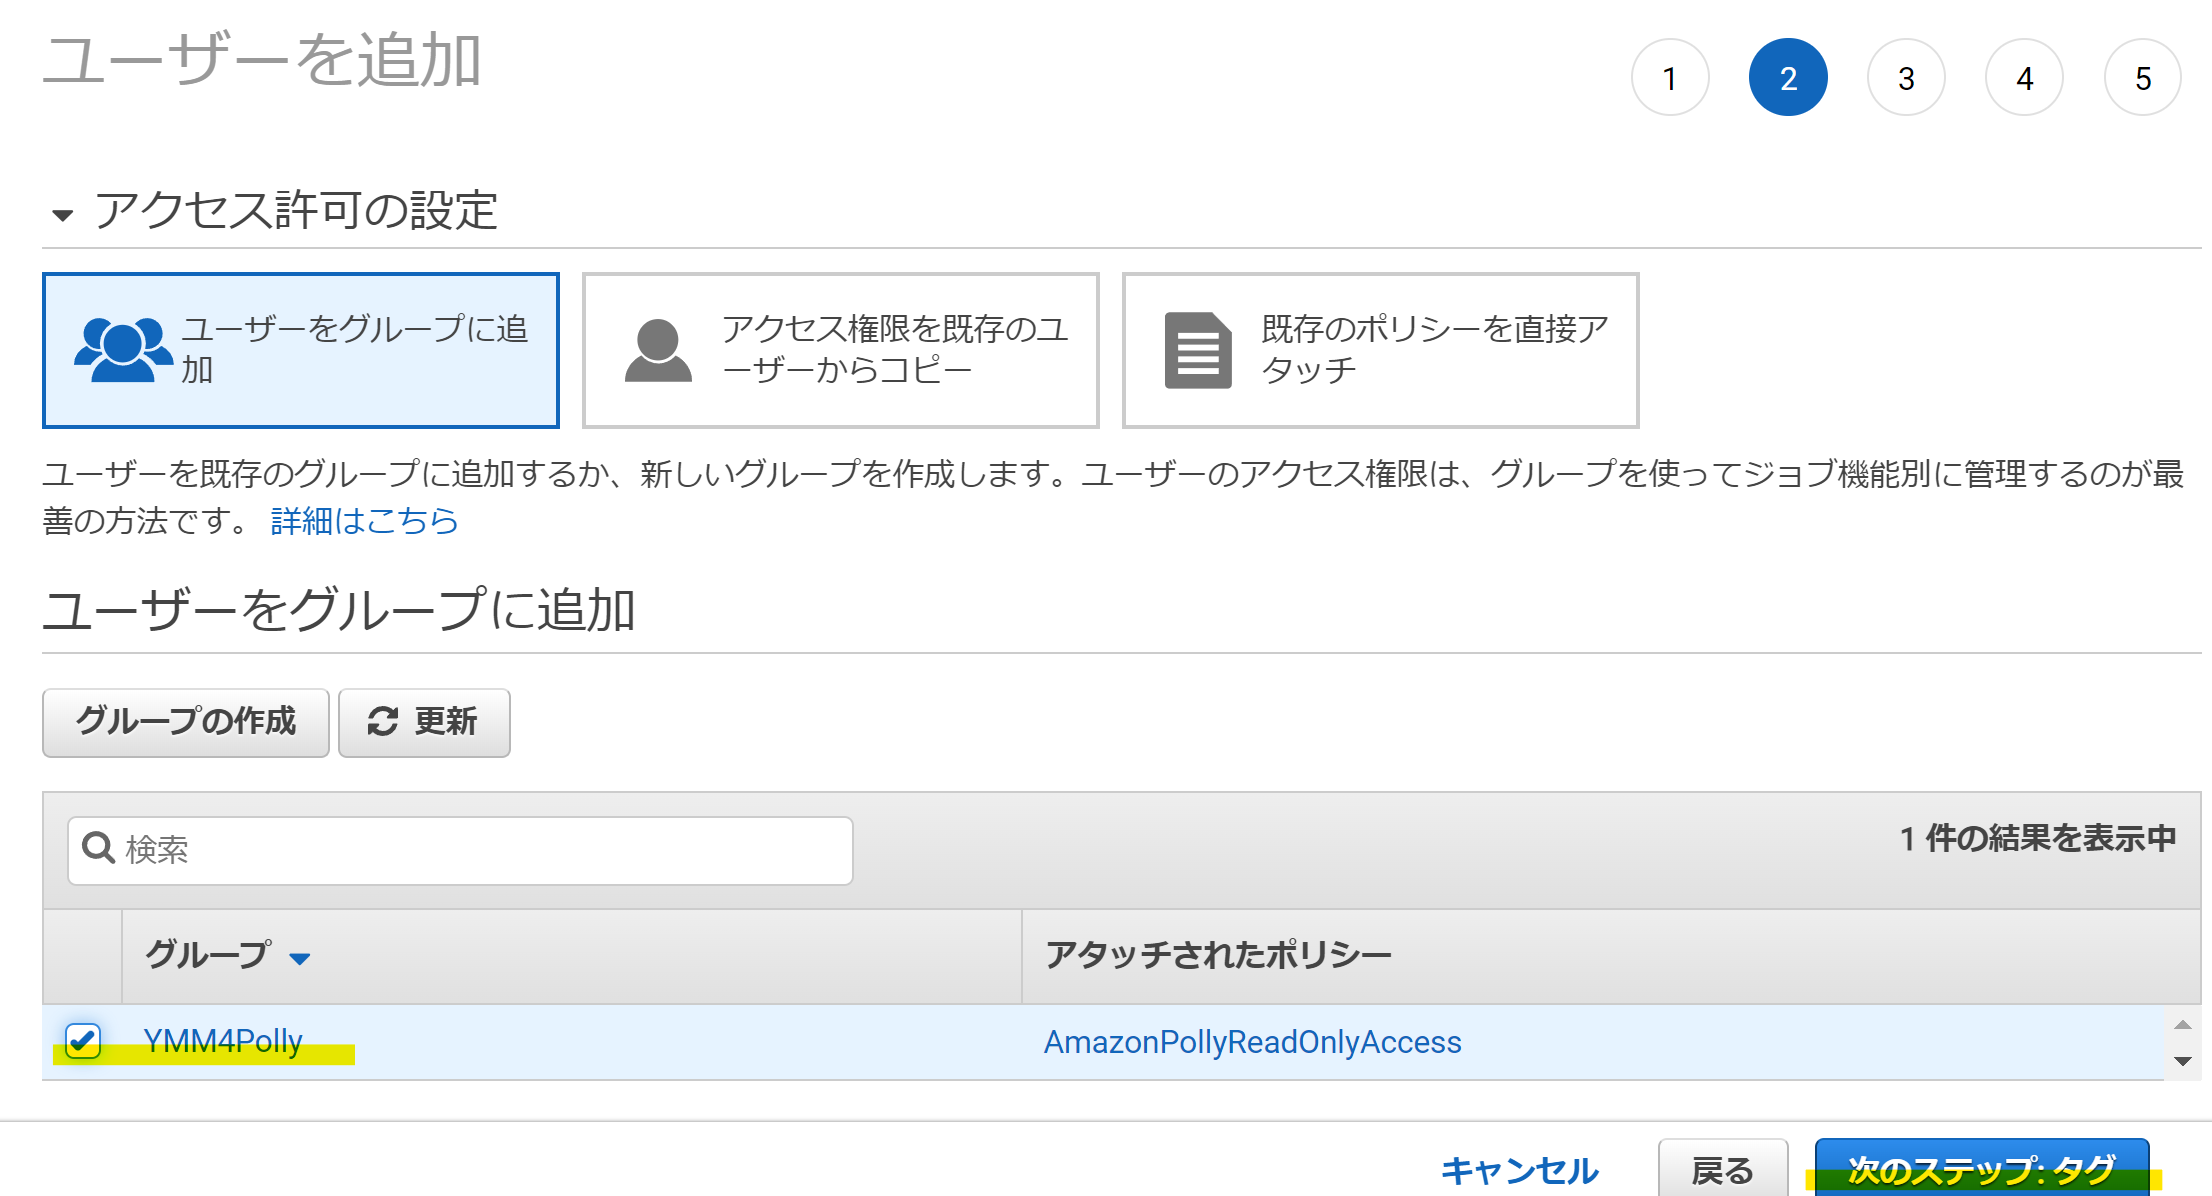 ユーザーを追加
1 2 3 4 5
アクセス許可の設定
ユーザーをグループに追
加
アクセス権限を既存のユ
ーザーからコピー
既存のポリシーを直接ア
タッチ
ユーザーを既存のグループに追加するか、新しいグループを作成します。ユーザーのアクセス権限は、グループを使ってジョブ機能別に管理するのが最
善の方法です。 詳細はこちら
ユーザーをグループに追加
グループの作成 更新
検索
1 件の結果を表示中
グループ アタッチされたポリシー
YMM4Polly AmazonPollyReadOnlyAccess
キャンセル 戻る 次のステップ: タグ